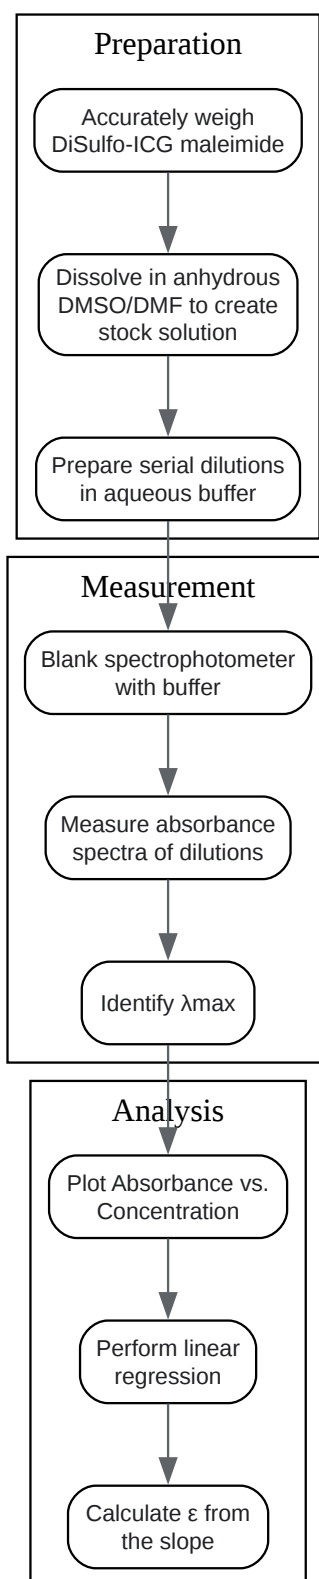 Preparation
Accurately weigh
DiSulfo-ICG maleimide
Dissolve in anhydrous
DMSO/DMF to create
stock solution
Prepare serial dilutions
in aqueous buffer
Measurement
Blank spectrophotometer
with buffer
Measure absorbance
spectra of dilutions
Identify λmax
Analysis
Plot Absorbance vs.
Concentration
Perform linear
regression
Calculate ε from
the slope